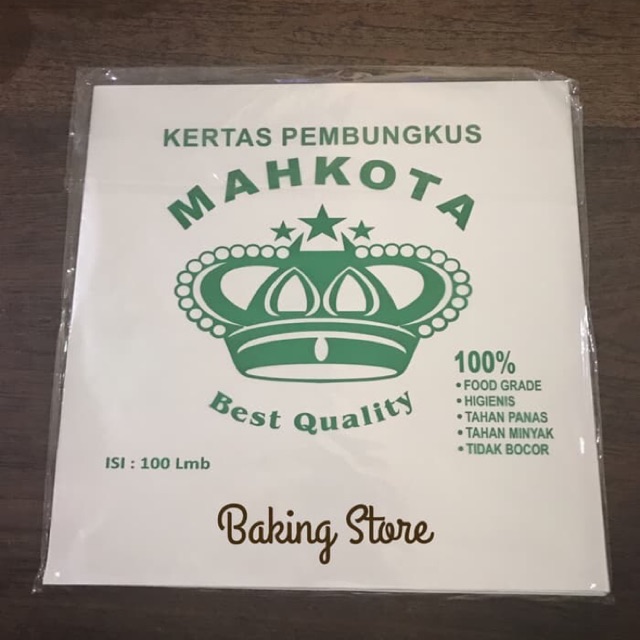 KERTAS PEMBUNGKUS
MAHKOTA
Best Quality
100%
• FOOD GRADE
• HIGIENIS
• TAHAN PANAS
• TAHAN MINYAK
• TIDAK BOCOR
ISI : 100 Lmb
Baking Store